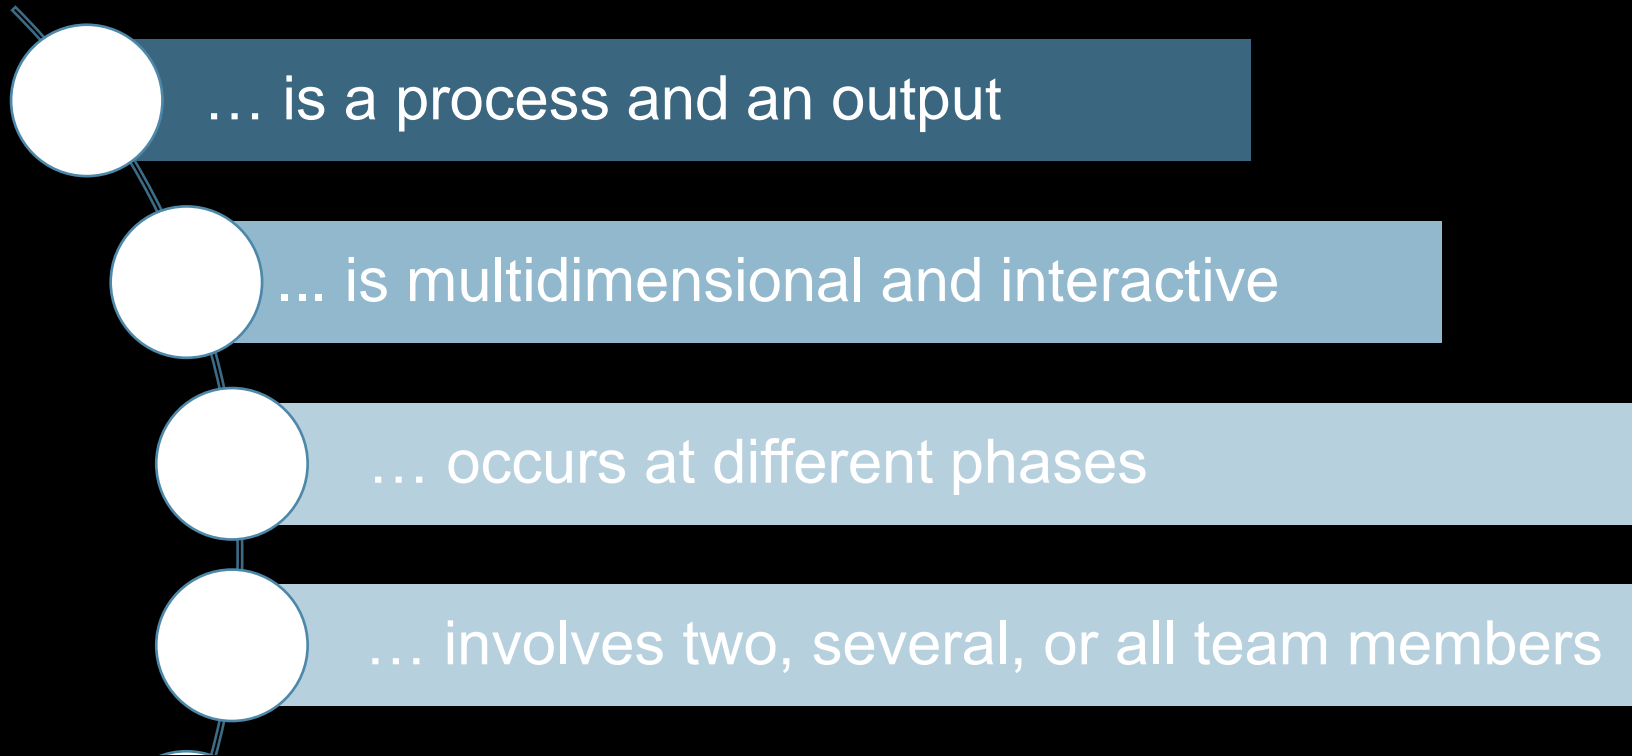 … is a process and an output
... is multidimensional and interactive
… occurs at different phases
… involves two, several, or all team members